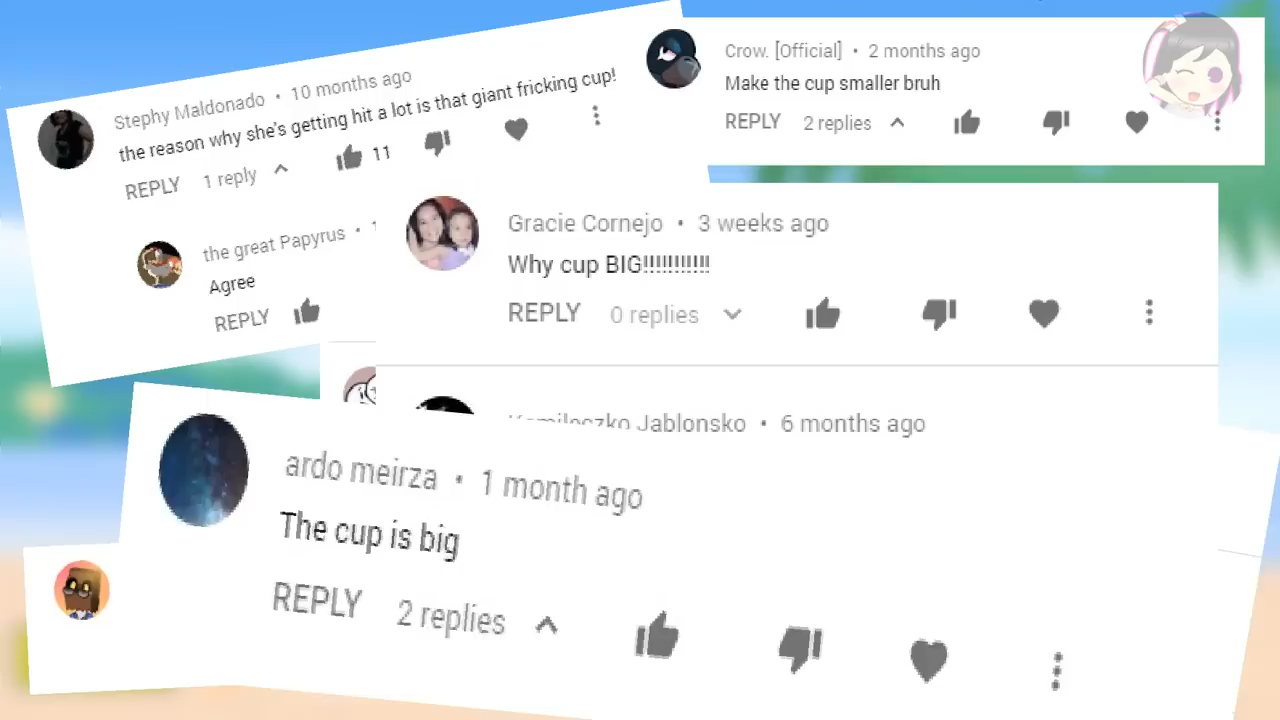 Stephy Maldonado • 10 months ago
the reason why she's getting hit a lot is that giant fricking cup!
REPLY 1 reply 11
the great Papyrus •
Agree
REPLY
Crow. [Official] • 2 months ago
Make the cup smaller bruh
REPLY 2 replies
Gracie Cornejo • 3 weeks ago
Why cup BIG!!!!!!!!!!!
REPLY 0 replies
Jablonsko • 6 months ago
ardo meirza • 1 month ago
The cup is big
REPLY 2 replies